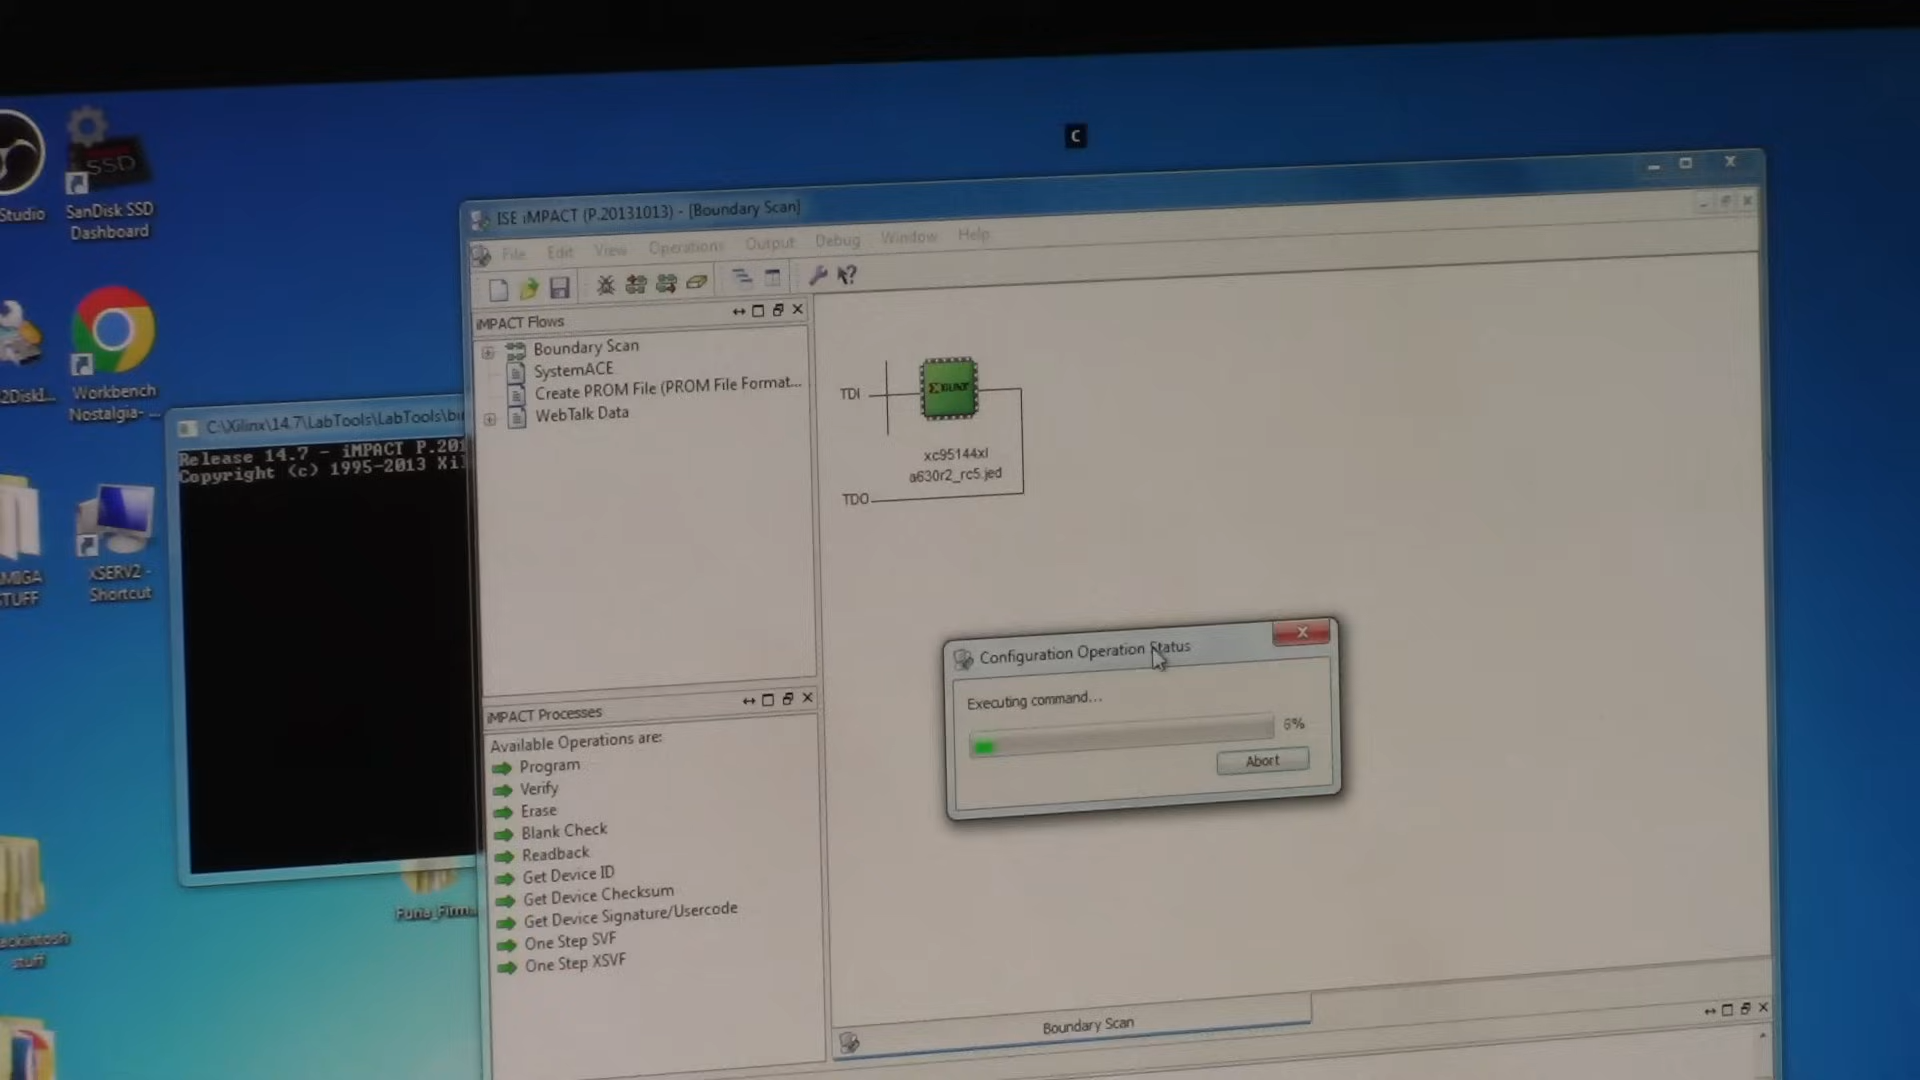 C
Studio
SSD
SanDisk SSD
Dashboard
Workbench
Nostalgia- ...
XSERV2 -
Shortcut
STUFF
stuff
C:\Xilinx\14.7\LabTools\LabTools\bi
Release 14.7 - iMPACT P.201
Copyright (c) 1995-2013 Xil
ISE iMPACT (P.20131013) - [Boundary Scan]
File Edit View Operations Output Debug Window Help
iMPACT Flows
Boundary Scan
SystemACE
Create PROM File (PROM File Format...
WebTalk Data
TDI
xc95144xl
a630r2_rc5.jed
TDO
Configuration Operation Status
Executing command...
6%
Abort
iMPACT Processes
Available Operations are:
Program
Verify
Erase
Blank Check
Readback
Get Device ID
Get Device Checksum
Get Device Signature/Usercode
One Step SVF
One Step XSVF
Boundary Scan